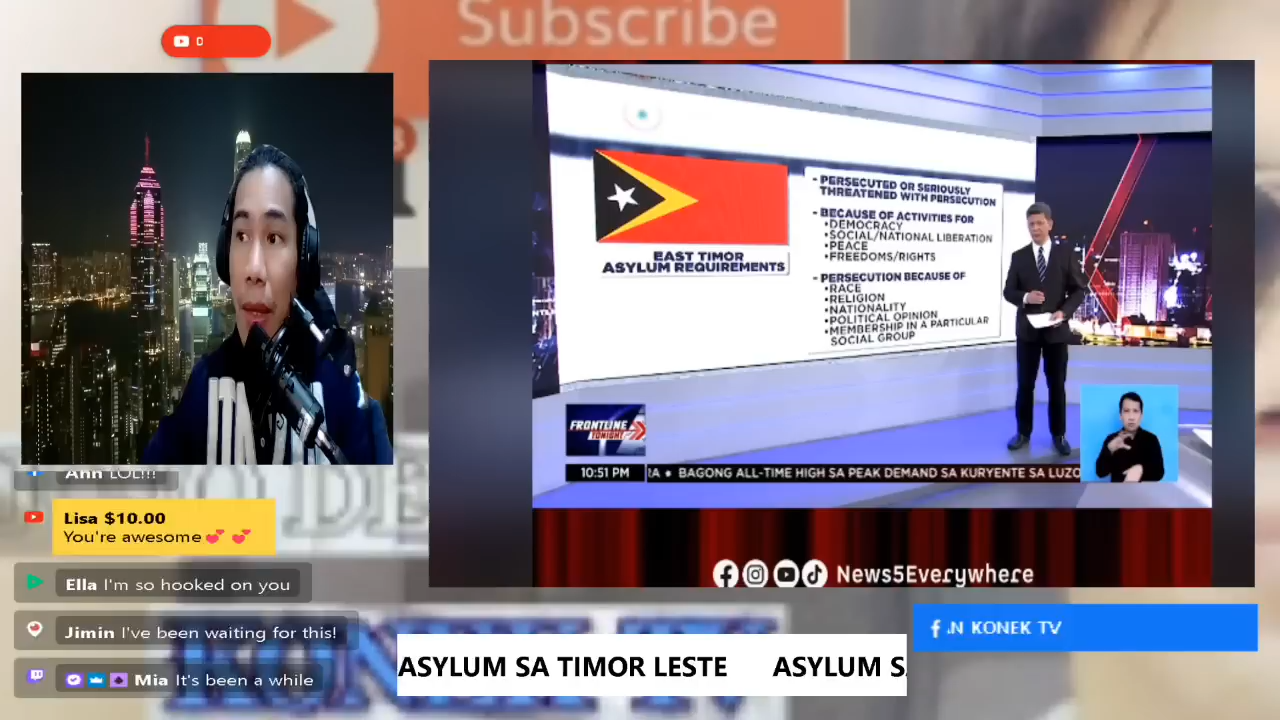 Subscribe
D
- PERSECUTED OR SERIOUSLY
THREATENED WITH PERSECUTION
- BECAUSE OF ACTIVITIES FOR
•DEMOCRACY
•SOCIAL/NATIONAL LIBERATION
•PEACE
•FREEDOMS/RIGHTS
- PERSECUTION BECAUSE OF
•RACE
•RELIGION
•NATIONALITY
•POLITICAL OPINION
•MEMBERSHIP IN A PARTICULAR
SOCIAL GROUP
EAST TIMOR
ASYLUM REQUIREMENTS
FRONTLINE
TONIGHT
10:51 PM
RA • BAGONG ALL-TIME HIGH SA PEAK DEMAND SA KURYENTE SA LUZO
News5Everywhere
Ann LOL!!!
Lisa $10.00
You're awesome💕 💕
Ella I'm so hooked on you
Jimin I've been waiting for this!
Mia It's been a while
.N KONEK TV
ASYLUM SA TIMOR LESTE ASYLUM SA
KONEK TV